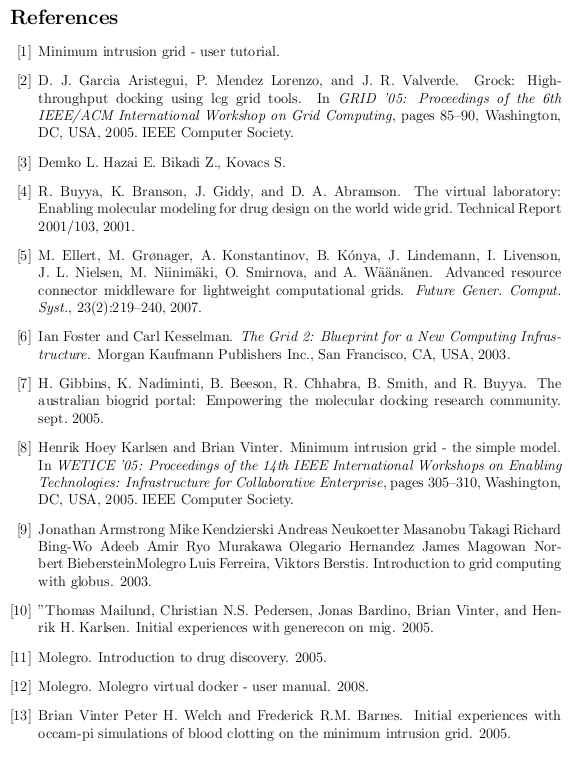 References
[1] Minimum intrusion grid - user tutorial.
[2] D. J. Garcia Aristegui, P. Mendez Lorenzo, and J. R. Valverde. Grock: High-
throughput docking using lcg grid tools. In GRID '05: Proceedings of the 6th
IEEE/ACM International Workshop on Grid Computing, pages 85–90, Washington,
DC, USA, 2005. IEEE Computer Society.
[3] Demko L. Hazai E. Bikadi Z., Kovacs S.
[4] R. Buyya, K. Branson, J. Giddy, and D. A. Abramson. The virtual laboratory:
Enabling molecular modeling for drug design on the world wide grid. Technical Report
2001/103, 2001.
[5] M. Ellert, M. Grønager, A. Konstantinov, B. Kónya, J. Lindemann, I. Livenson,
J. L. Nielsen, M. Niinimäki, O. Smirnova, and A. Wäänänen. Advanced resource
connector middleware for lightweight computational grids. Future Gener. Comput.
Syst., 23(2):219–240, 2007.
[6] Ian Foster and Carl Kesselman. The Grid 2: Blueprint for a New Computing Infras-
tructure. Morgan Kaufmann Publishers Inc., San Francisco, CA, USA, 2003.
[7] H. Gibbins, K. Nadiminti, B. Beeson, R. Chhabra, B. Smith, and R. Buyya. The
australian biogrid portal: Empowering the molecular docking research community.
sept. 2005.
[8] Henrik Hoey Karlsen and Brian Vinter. Minimum intrusion grid - the simple model.
In WETICE '05: Proceedings of the 14th IEEE International Workshops on Enabling
Technologies: Infrastructure for Collaborative Enterprise, pages 305–310, Washington,
DC, USA, 2005. IEEE Computer Society.
[9] Jonathan Armstrong Mike Kendzierski Andreas Neukoetter Masanobu Takagi Richard
Bing-Wo Adeeb Amir Ryo Murakawa Olegario Hernandez James Magowan Nor-
bert BiebersteinMolegro Luis Ferreira, Viktors Berstis. Introduction to grid computing
with globus. 2003.
[10] "Thomas Mailund, Christian N.S. Pedersen, Jonas Bardino, Brian Vinter, and Hen-
rik H. Karlsen. Initial experiences with generecon on mig. 2005.
[11] Molegro. Introduction to drug discovery. 2005.
[12] Molegro. Molegro virtual docker - user manual. 2008.
[13] Brian Vinter Peter H. Welch and Frederick R.M. Barnes. Initial experiences with
occam-pi simulations of blood clotting on the minimum intrusion grid. 2005.